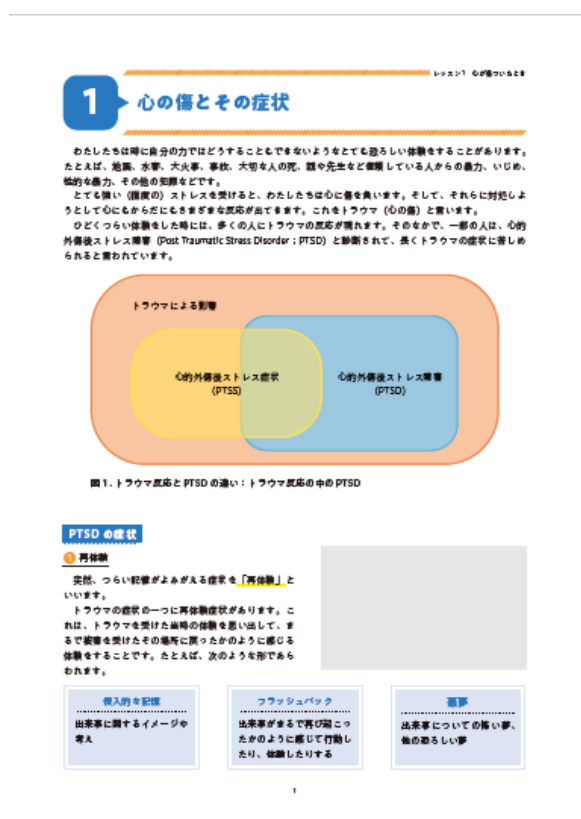 レッスン1 心が傷ついたとき
1 心の傷とその症状
わたしたちは時に自分の力ではどうすることもできないようなとても恐ろしい体験をすることがあります。
たとえば、地震、水害、大火事、事故、大切な人の死、親や先生など信頼している人からの暴力、いじめ、
性的な暴力、その他の犯罪などです。
とても強い（極度の）ストレスを受けると、わたしたちは心に傷を負います。そして、それらに対処しよ
うとして心にもからだにもさまざまな反応が出てきます。これをトラウマ（心の傷）と言います。
ひどくつらい体験をした時には、多くの人にトラウマの反応が現れます。そのなかで、一部の人は、心的
外傷後ストレス障害（Post Traumatic Stress Disorder；PTSD）と診断されて、長くトラウマの症状に苦しめ
られると言われています。
トラウマによる影響
心的外傷後ストレス症状
(PTSS)
心的外傷後ストレス障害
(PTSD)
図1. トラウマ反応とPTSDの違い：トラウマ反応の中のPTSD
PTSDの症状
1 再体験
突然、つらい記憶がよみがえる症状を「再体験」と
いいます。
トラウマの症状の一つに再体験症状があります。こ
れは、トラウマを受けた当時の体験を思い出して、ま
るで被害を受けたその場所に戻ったかのように感じる
体験をすることです。たとえば、次のような形であら
われます。
侵入的な記憶
出来事に関するイメージや
考え
フラッシュバック
出来事がまるで再び起こっ
たかのように感じて行動し
たり、体験したりする
悪夢
出来事についての怖い夢、
他の恐ろしい夢
1